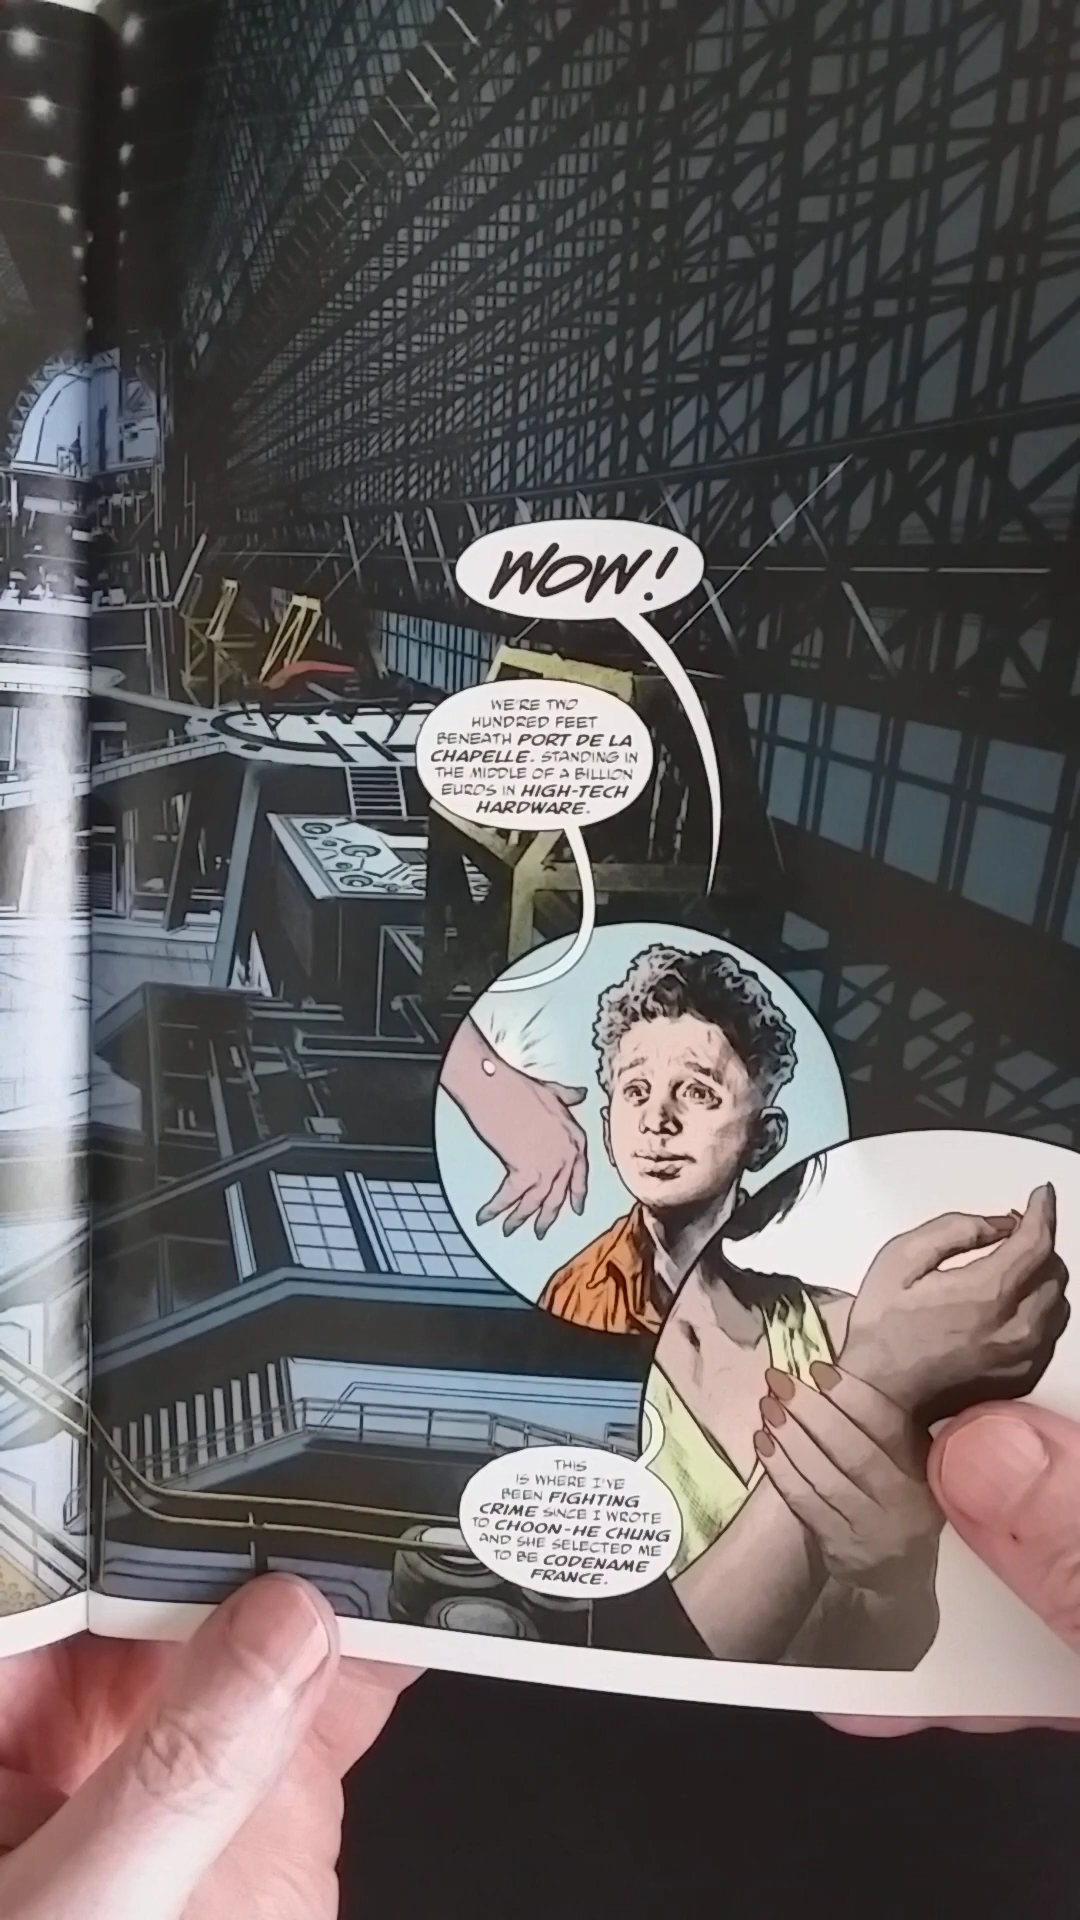 WOW!
WE'RE TWO
HUNDRED FEET
BENEATH PORT DE LA
CHAPELLE. STANDING IN
THE MIDDLE OF A BILLION
EUROS IN HIGH-TECH
HARDWARE.
THIS
IS WHERE I'VE
BEEN FIGHTING
CRIME SINCE I WROTE
TO CHOON-HE CHUNG
AND SHE SELECTED ME
TO BE CODENAME
FRANCE.